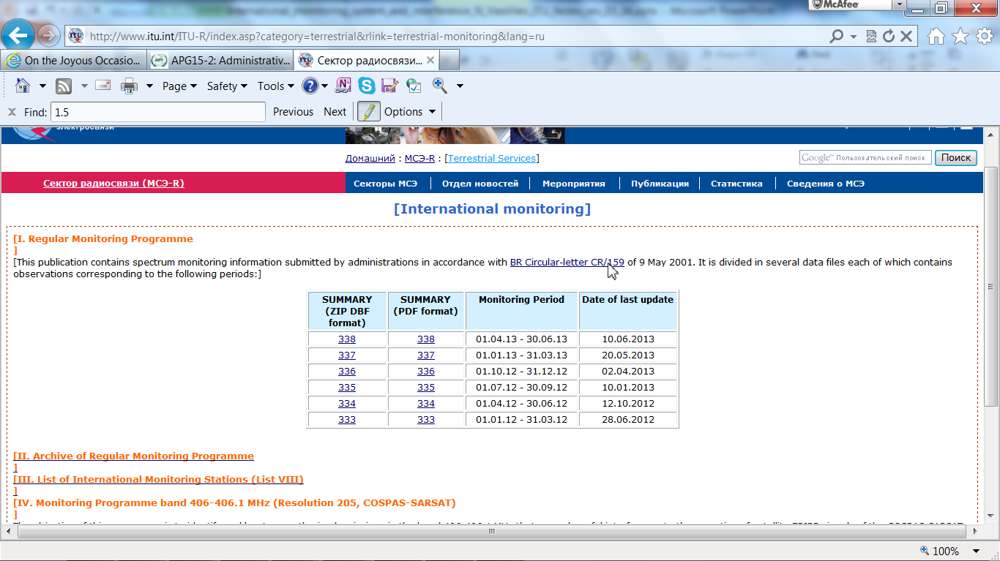 International_monitoring_system_and_interference_N_Vassiliev_ITU_Notes_rev_03_06.pptx - Microsoft PowerPoint
McAfee
http://www.itu.int/ITU-R/index.asp?category=terrestrial&rlink=terrestrial-monitoring&lang=ru
On the Joyous Occasio... APG15-2: Administrativ... Сектор радиосвязи...
Page Safety Tools
x Find: 1.5 Previous Next Options
электросвязи
Домашний : МСЭ-R : [Terrestrial Services]
Google™ Пользовательский поиск Поиск
Сектор радиосвязи (МСЭ-R) Секторы МСЭ Отдел новостей Мероприятия Публикации Статистика Сведения о МСЭ
[International monitoring]
[I. Regular Monitoring Programme
]
[This publication contains spectrum monitoring information submitted by administrations in accordance with BR Circular-letter CR/159 of 9 May 2001. It is divided in several data files each of which contains
observations corresponding to the following periods:]
SUMMARY (ZIP DBF format) SUMMARY (PDF format) Monitoring Period Date of last update
338 338 01.04.13 - 30.06.13 10.06.2013
337 337 01.01.13 - 31.03.13 20.05.2013
336 336 01.10.12 - 31.12.12 02.04.2013
335 335 01.07.12 - 30.09.12 10.01.2013
334 334 01.04.12 - 30.06.12 12.10.2012
333 333 01.01.12 - 31.03.12 28.06.2012
[II. Archive of Regular Monitoring Programme
]
[III. List of International Monitoring Stations (List VIII)
]
[IV. Monitoring Programme band 406-406.1 MHz (Resolution 205, COSPAS-SARSAT)
]
100%